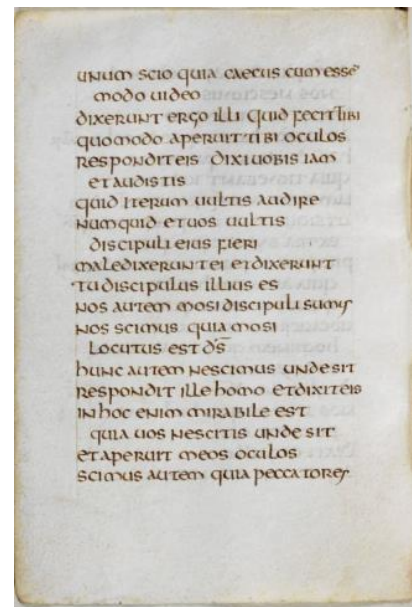 unum scio quia caecus cum esse
modo uideo
dixerunt ergo illi quid fecit tibi
quomodo aperuit tibi oculos
respondit eis dixi uobis iam
et audistis
quid iterum uultis audire
numquid et uos uultis
discipuli eius fieri
maledixerunt ei et dixerunt
tu discipulus illius es
nos autem mosi discipuli sumus
nos scimus quia mosi
locutus est d̄s̄
hunc autem nescimus unde sit
respondit ille homo et dixit eis
in hoc enim mirabile est
quia uos nescitis unde sit
et aperuit meos oculos
scimus autem quia peccatores